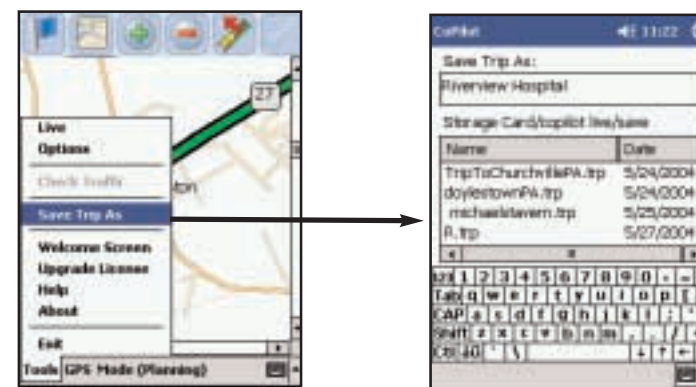 27
ton
Live
Options
Check Traffic
Save Trip As
Welcome Screen
Upgrade License
Help
About
Exit
Tools GPS Mode (Planning)
CoPilot 11:22
Save Trip As:
Riverview Hospital
Storage Card/copilot live/save
Name Date
TripToChurchvillePA.trp 5/24/2004
doylestownPA.trp 5/24/2004
michaelstavern.trp 5/25/2004
R.trp 5/27/2004
123 1 2 3 4 5 6 7 8 9 0 - =
Tab q w e r t y u i o p [
CAP a s d f g h j k l ; '
Shift z x c v b n m , . /
Ctl áü ` \